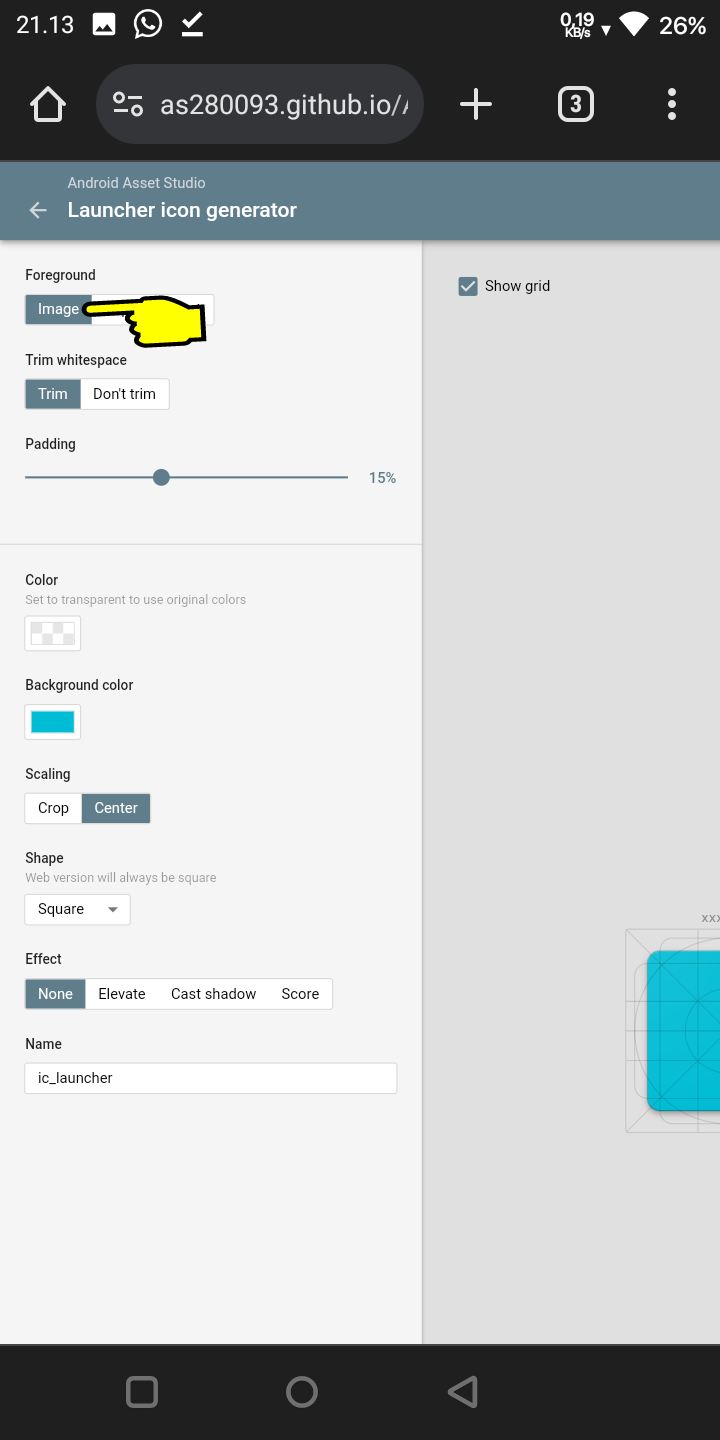 21.13
0,19
KB/s
26%
as280093.github.io/
3
Android Asset Studio
Launcher icon generator
Foreground
Image
Show grid
Trim whitespace
Trim
Don't trim
Padding
15%
Color
Set to transparent to use original colors
Background color
Scaling
Crop
Center
Shape
Web version will always be square
Square
xxx
Effect
None
Elevate
Cast shadow
Score
Name
ic_launcher